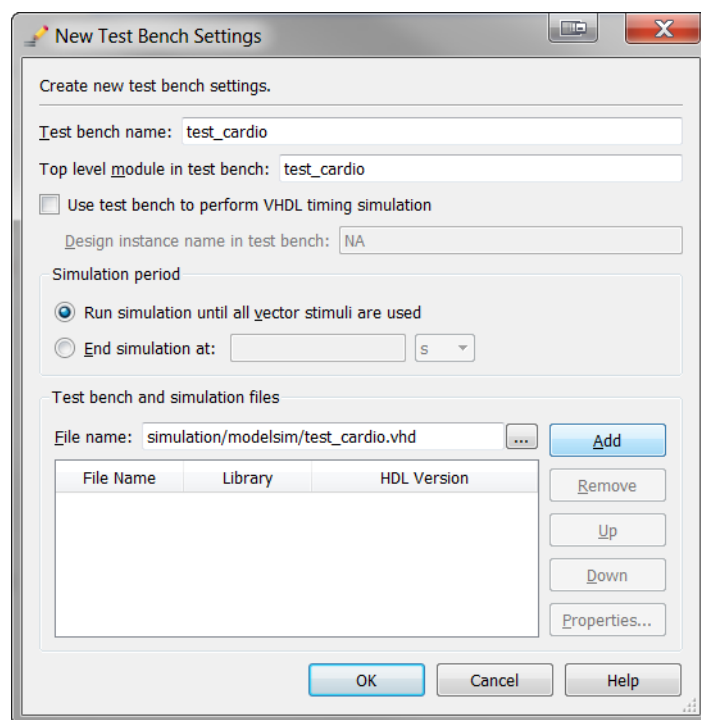 New Test Bench Settings
Create new test bench settings.
Test bench name: test_cardio
Top level module in test bench: test_cardio
Use test bench to perform VHDL timing simulation
Design instance name in test bench: NA
Simulation period
Run simulation until all vector stimuli are used
End simulation at: s
Test bench and simulation files
File name: simulation/modelsim/test_cardio.vhd ... Add
File Name Library HDL Version
Remove
Up
Down
Properties...
OK Cancel Help